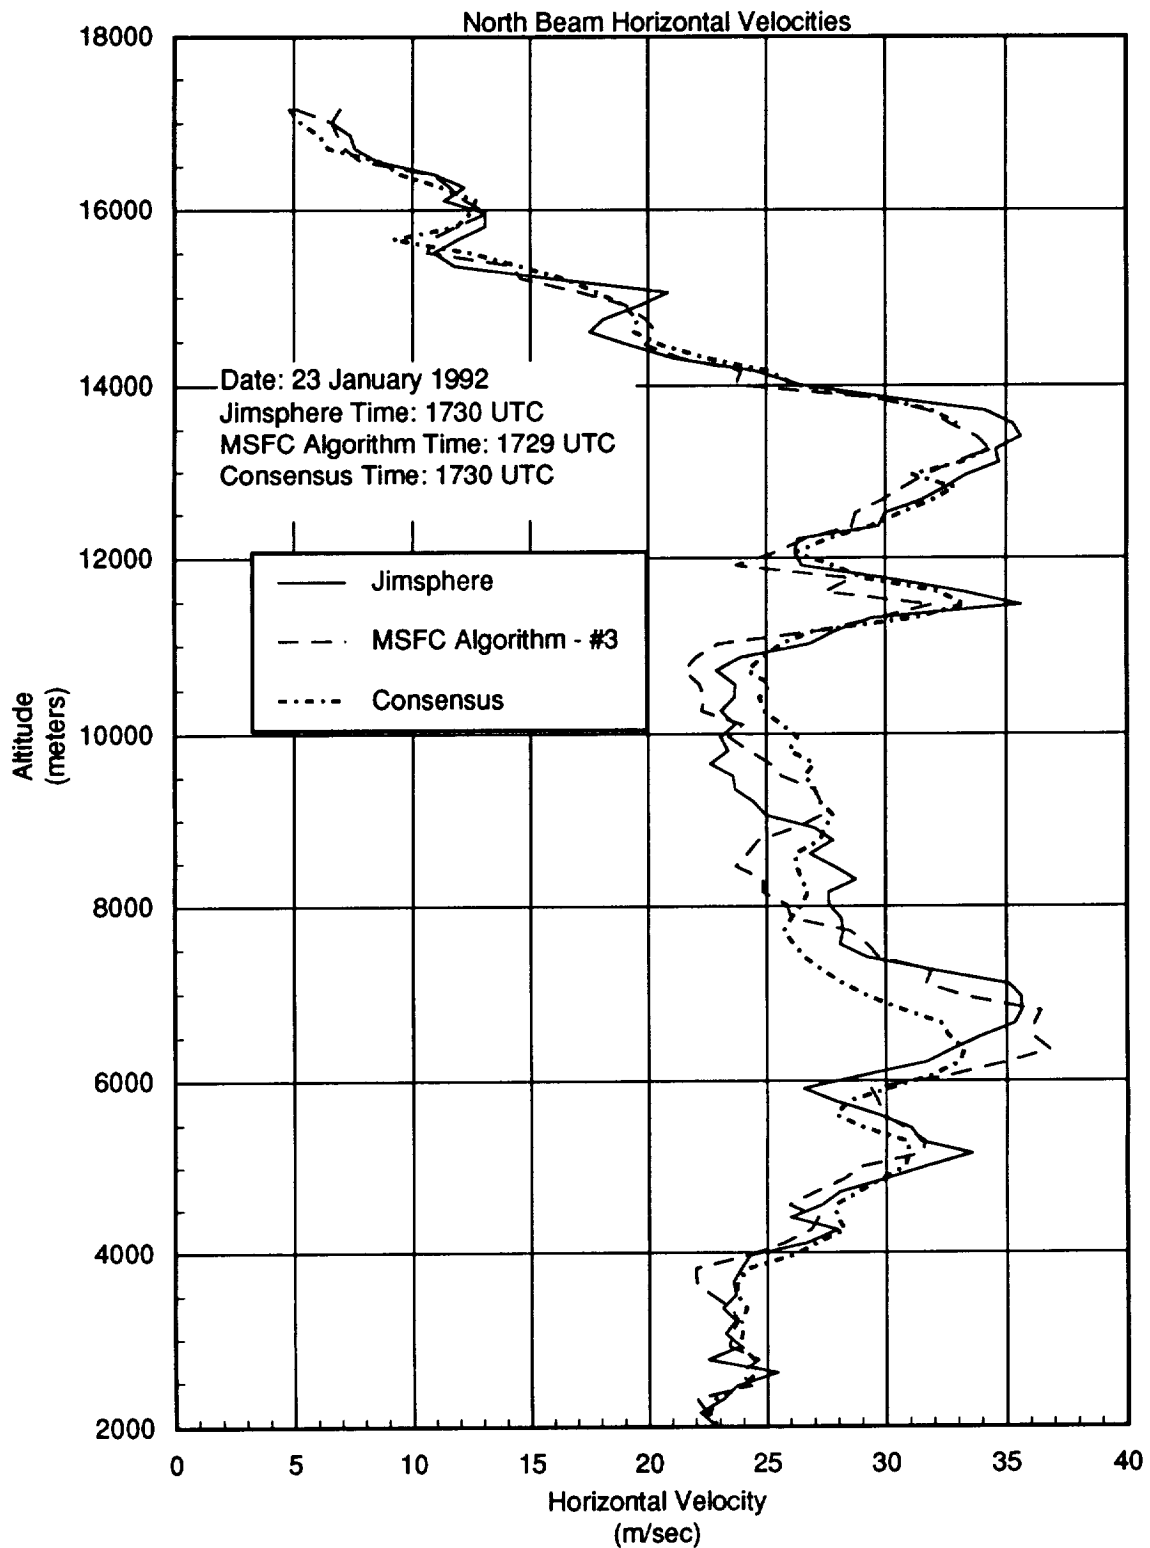 North Beam Horizontal Velocities
18000
16000
14000
12000
10000
8000
6000
4000
2000
Altitude
(meters)
Date: 23 January 1992
Jimsphere Time: 1730 UTC
MSFC Algorithm Time: 1729 UTC
Consensus Time: 1730 UTC
Jimsphere
MSFC Algorithm - #3
Consensus
0 5 10 15 20 25 30 35 40
Horizontal Velocity
(m/sec)